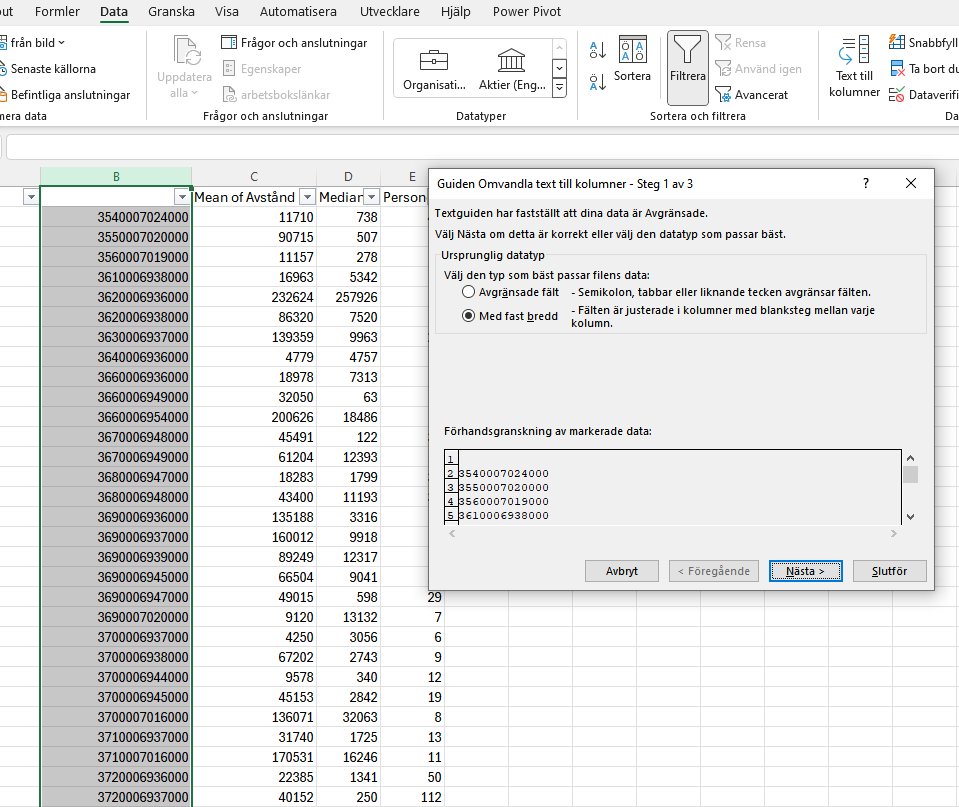 out Formler Data Granska Visa Automatisera Utvecklare Hjälp Power Pivot
från bild
Senaste källorna
Befintliga anslutningar
Uppdatera
alla
Frågor och anslutningar
Egenskaper
arbetsbokslänkar
Frågor och anslutningar
Organisati...
Aktier (Eng...
Datatyper
Sortera
Filtrera
Rensa
Använd igen
Avancerat
Sortera och filtrera
Text till
kolumner
Snabbfyll
Ta bort du
Dataverifi
mera data
Da
B C D E
Mean of Avstånd Median Person
3540007024000 11710 738
3550007020000 90715 507
3560007019000 11157 278
3610006938000 16963 5342
3620006936000 232624 257926
3620006938000 86320 7520
3630006937000 139359 9963
3640006936000 4779 4757
3660006936000 18978 7313
3660006949000 32050 63
3660006954000 200626 18486
3670006948000 45491 122
3670006949000 61204 12393
3680006947000 18283 1799
3680006948000 43400 11193
3690006936000 135188 3316
3690006937000 160012 9918
3690006939000 89249 12317
3690006945000 66504 9041
3690006947000 49015 598 29
3690007020000 9120 13132 7
3700006937000 4250 3056 6
3700006938000 67202 2743 9
3700006944000 9578 340 12
3700006945000 45153 2842 19
3700007016000 136071 32063 8
3710006937000 31740 1725 13
3710007016000 170531 16246 11
3720006936000 22385 1341 50
3720006937000 40152 250 112
Guiden Omvandla text till kolumner - Steg 1 av 3 ?
Textguiden har fastställt att dina data är Avgränsade.
Välj Nästa om detta är korrekt eller välj den datatyp som passar bäst.
Ursprunglig datatyp
Välj den typ som bäst passar filens data:
Avgränsade fält - Semikolon, tabbar eller liknande tecken avgränsar fälten.
Med fast bredd - Fälten är justerade i kolumner med blanksteg mellan varje
kolumn.
Förhandsgranskning av markerade data:
1
2 3540007024000
3 3550007020000
4 3560007019000
5 3610006938000
Avbryt < Föregående Nästa > Slutför